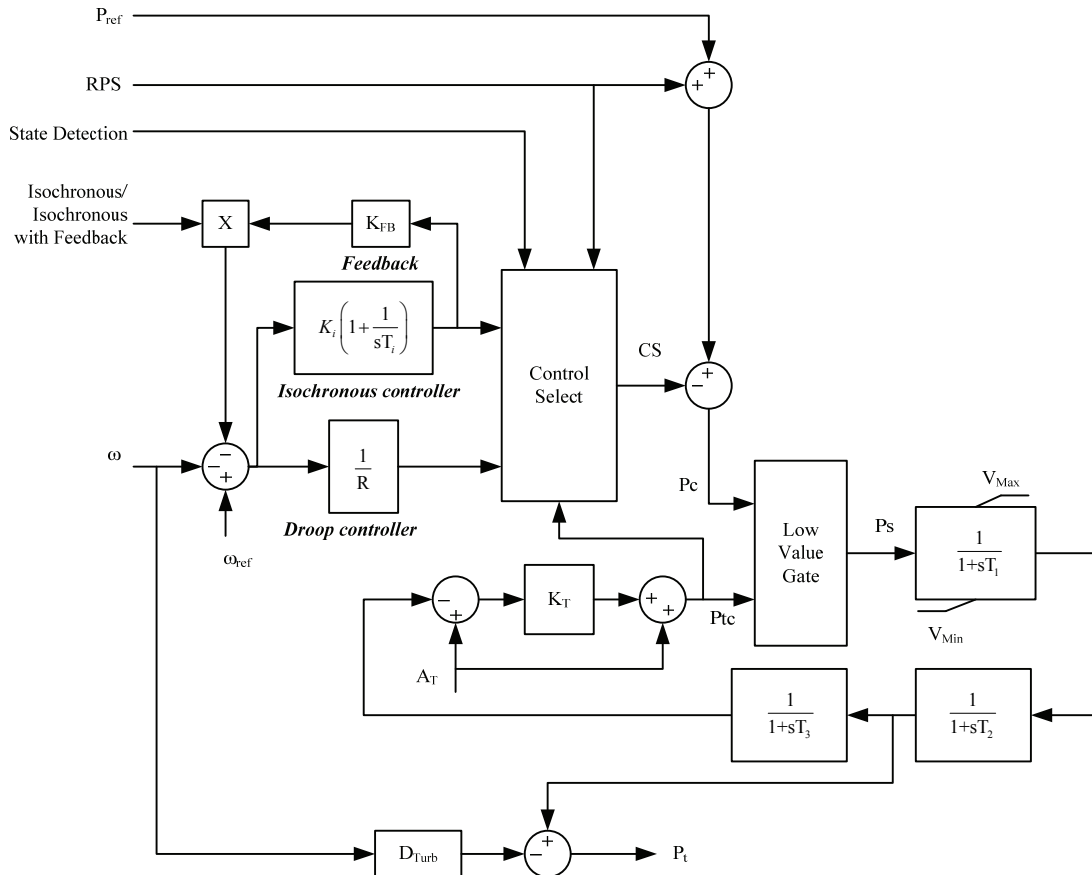 P_ref
+
+
RPS
State Detection
Isochronous/
Isochronous
with Feedback
X
K_FB
Feedback
K_i(1+1/sT_i)
Isochronous controller
Control
Select
CS
+
−
ω
−
−
+
1/R
Droop controller
ω_ref
Pc
Low
Value
Gate
Ps
V_Max
1/1+sT_1
V_Min
−
+
K_T
+
+
Ptc
A_T
1/1+sT_3
1/1+sT_2
D_Turb
+
−
P_t